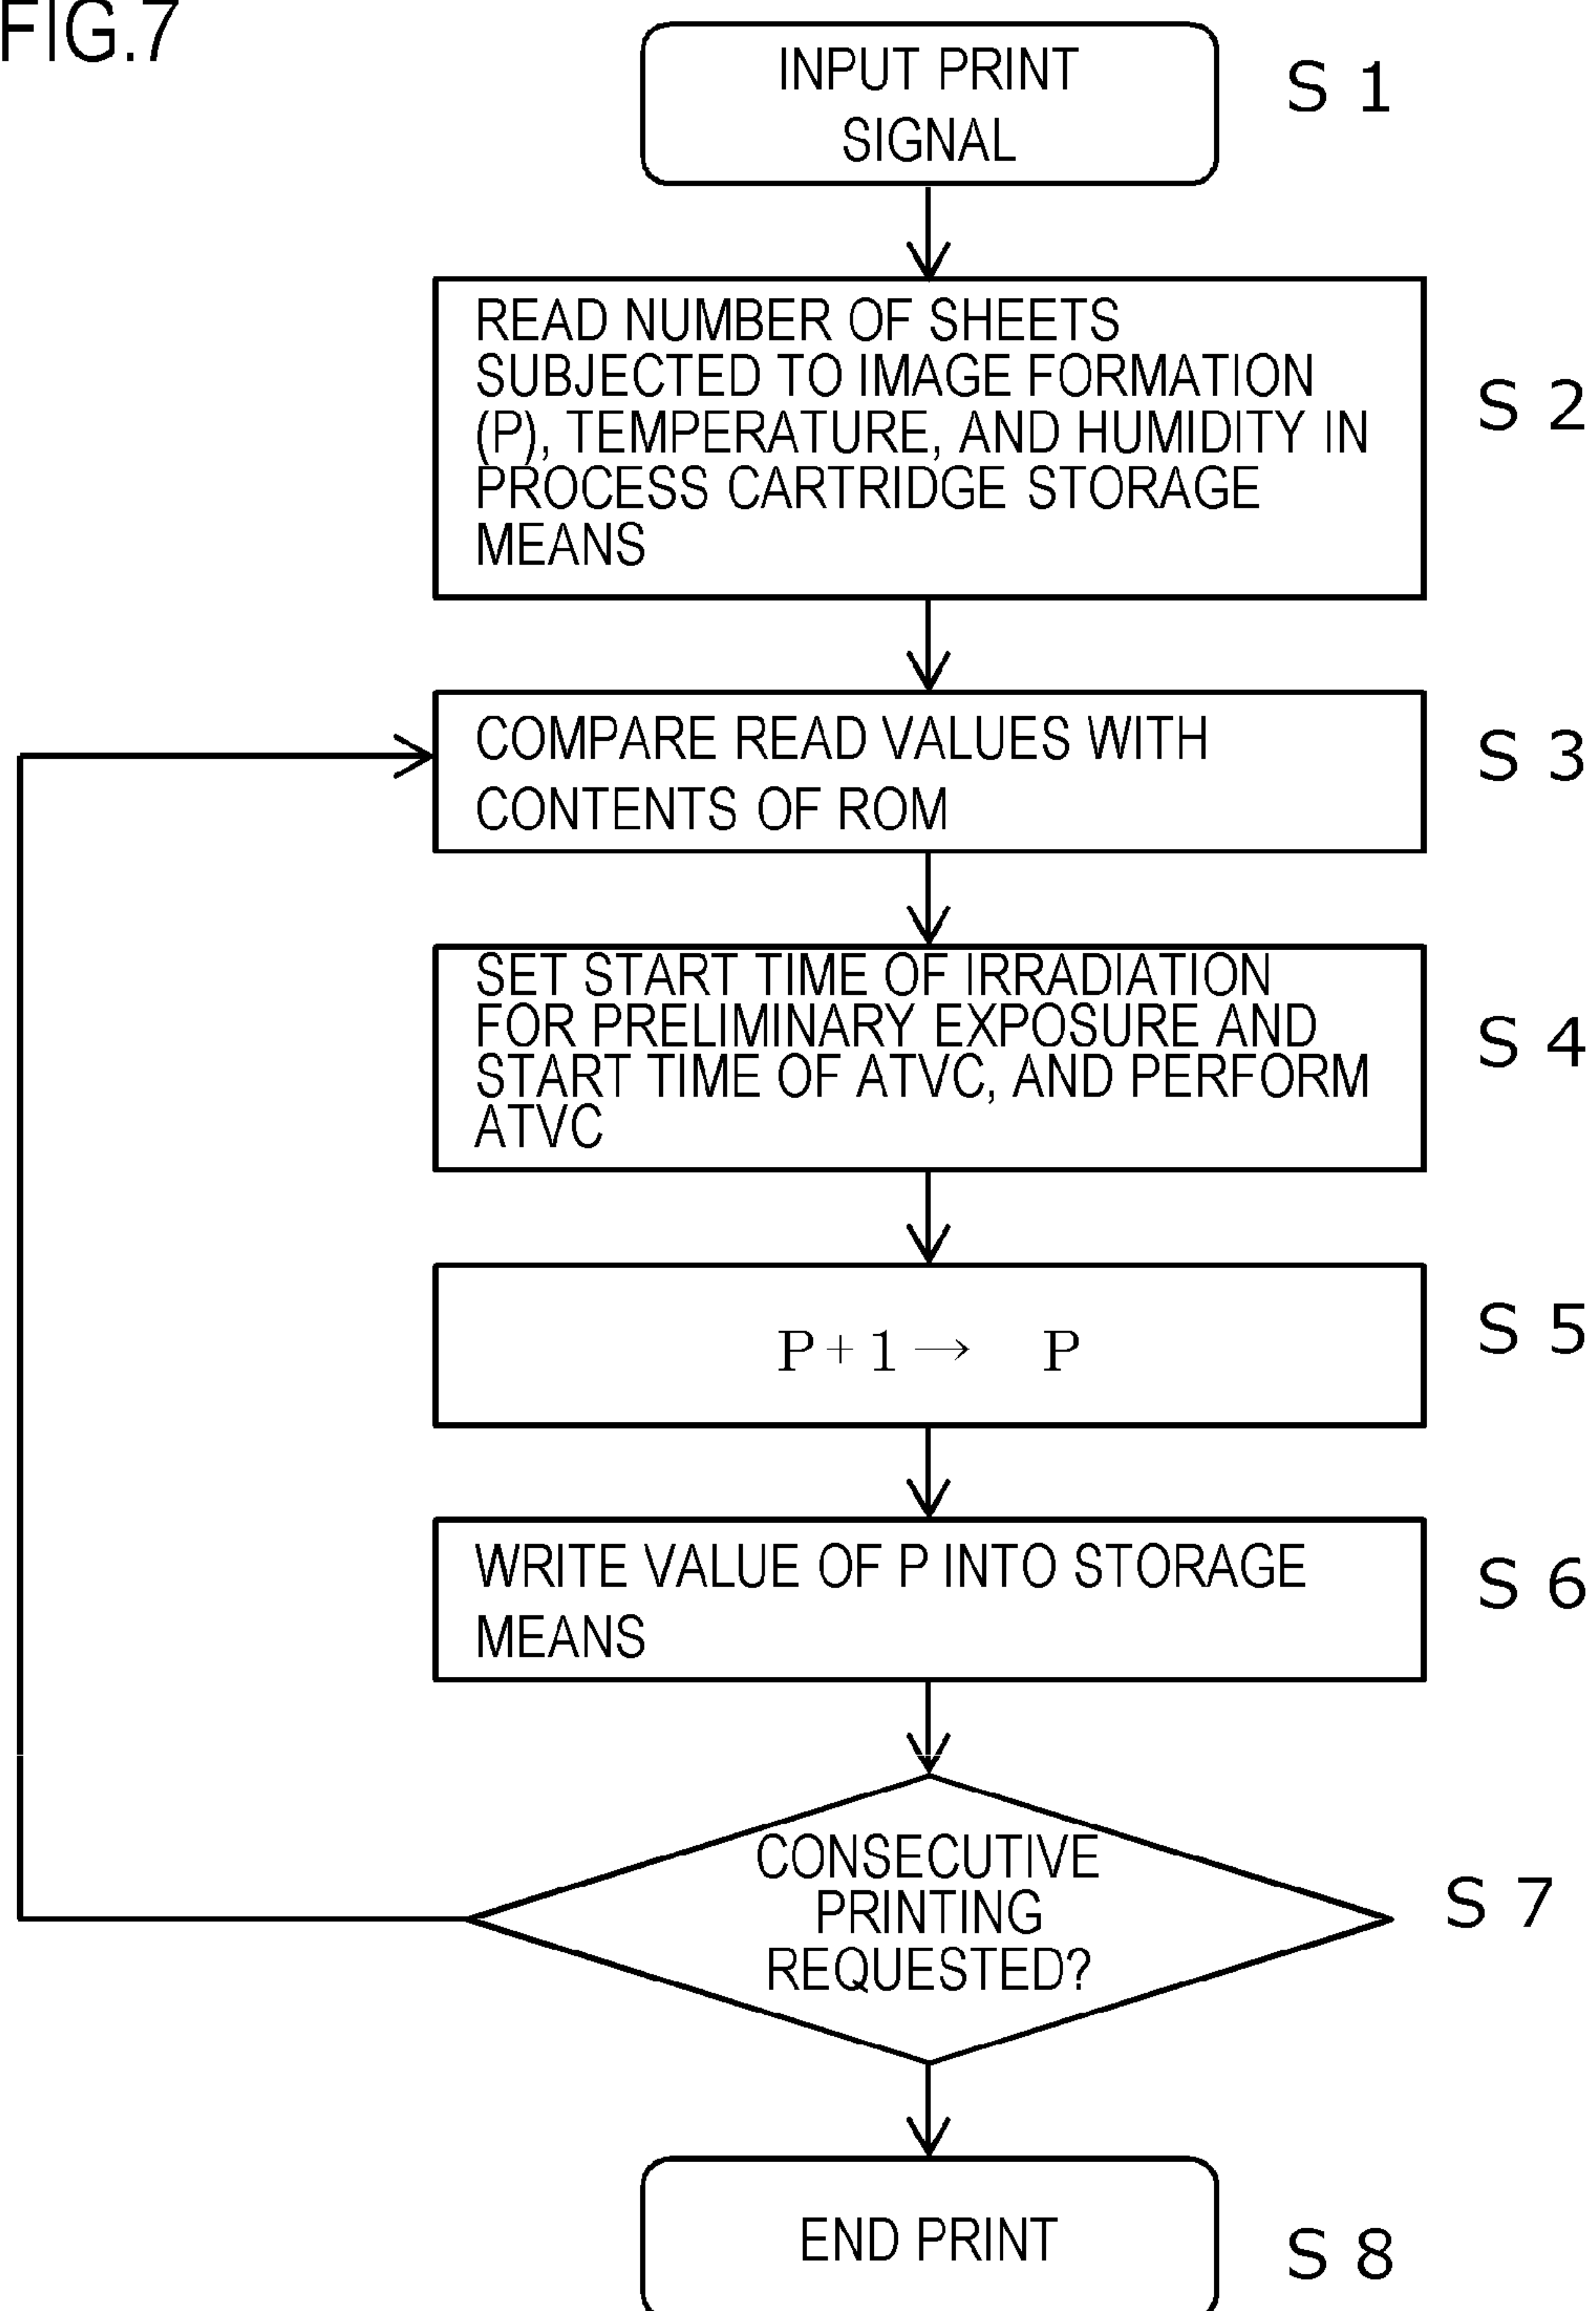 FIG.7
INPUT PRINT
SIGNAL
S 1
READ NUMBER OF SHEETS
SUBJECTED TO IMAGE FORMATION
(P), TEMPERATURE, AND HUMIDITY IN
PROCESS CARTRIDGE STORAGE
MEANS
S 2
COMPARE READ VALUES WITH
CONTENTS OF ROM
S 3
SET START TIME OF IRRADIATION
FOR PRELIMINARY EXPOSURE AND
START TIME OF ATVC, AND PERFORM
ATVC
S 4
P + 1 → P
S 5
WRITE VALUE OF P INTO STORAGE
MEANS
S 6
CONSECUTIVE
PRINTING
REQUESTED?
S 7
END PRINT
S 8